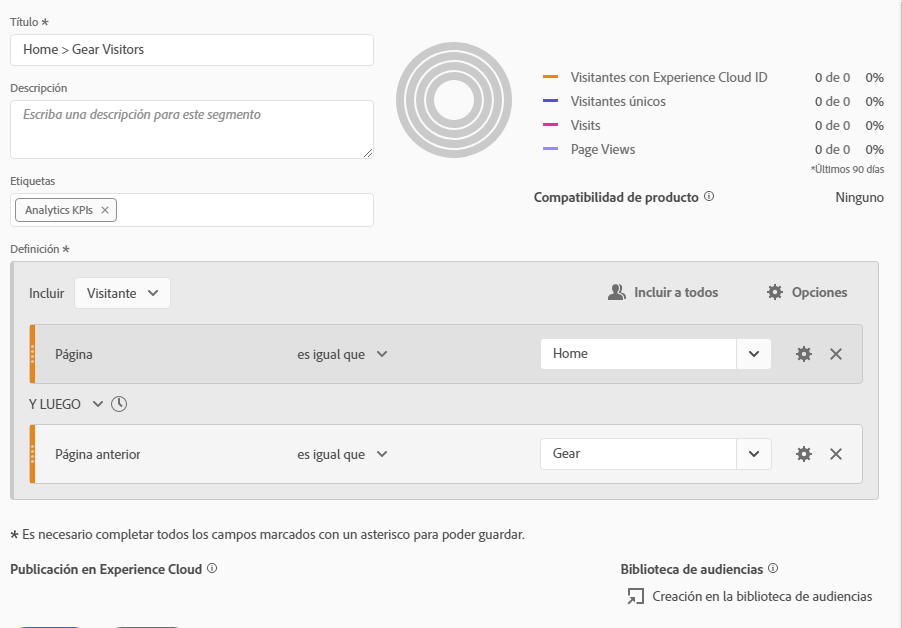 Título *
Home > Gear Visitors
Descripción
Escriba una descripción para este segmento
Etiquetas
Analytics KPIs ×
Visitantes con Experience Cloud ID 0 de 0 0%
Visitantes únicos 0 de 0 0%
Visits 0 de 0 0%
Page Views 0 de 0 0%
*Últimos 90 días
Compatibilidad de producto Ninguno
Definición *
Incluir Visitante Incluir a todos Opciones
Página es igual que Home
Y LUEGO
Página anterior es igual que Gear
* Es necesario completar todos los campos marcados con un asterisco para poder guardar.
Publicación en Experience Cloud
Biblioteca de audiencias
Creación en la biblioteca de audiencias